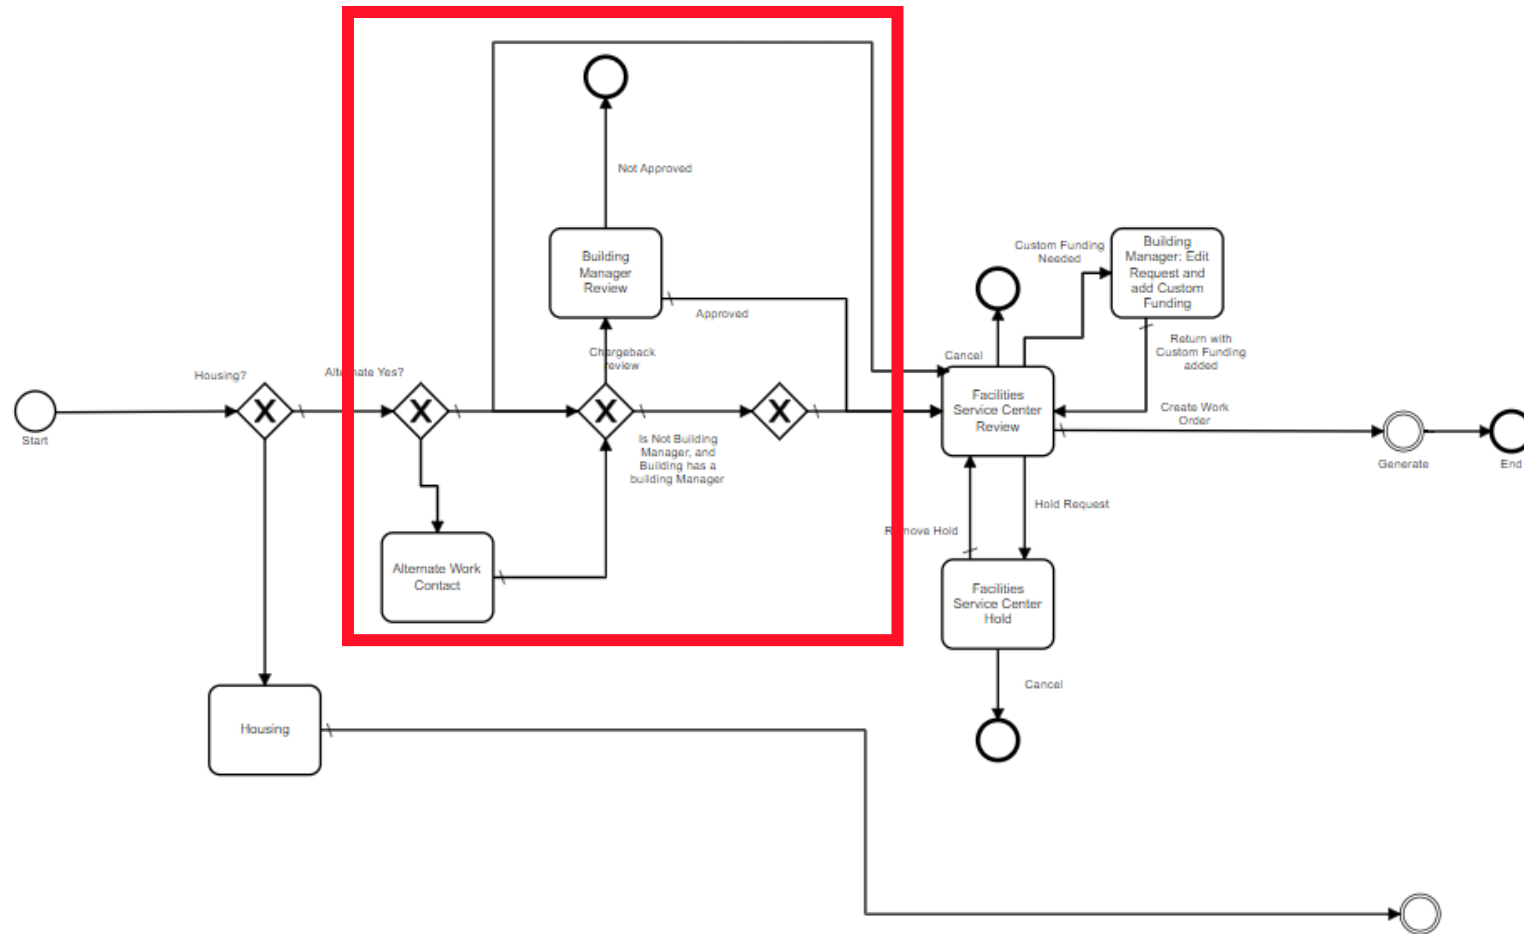 Not Approved
Building
Manager
Review
Approved
Chargeback
review
Custom Funding
Needed
Building
Manager: Edit
Request and
add Custom
Funding
Return with
Custom Funding
added
Cancel
Housing?
Alternate Yes?
X
X
X
X
Start
Is Not Building
Manager, and
Building has a
building Manager
Facilities
Service Center
Review
Create Work
Order
Generate
End
Hold Request
Remove Hold
Alternate Work
Contact
Facilities
Service Center
Hold
Cancel
Housing